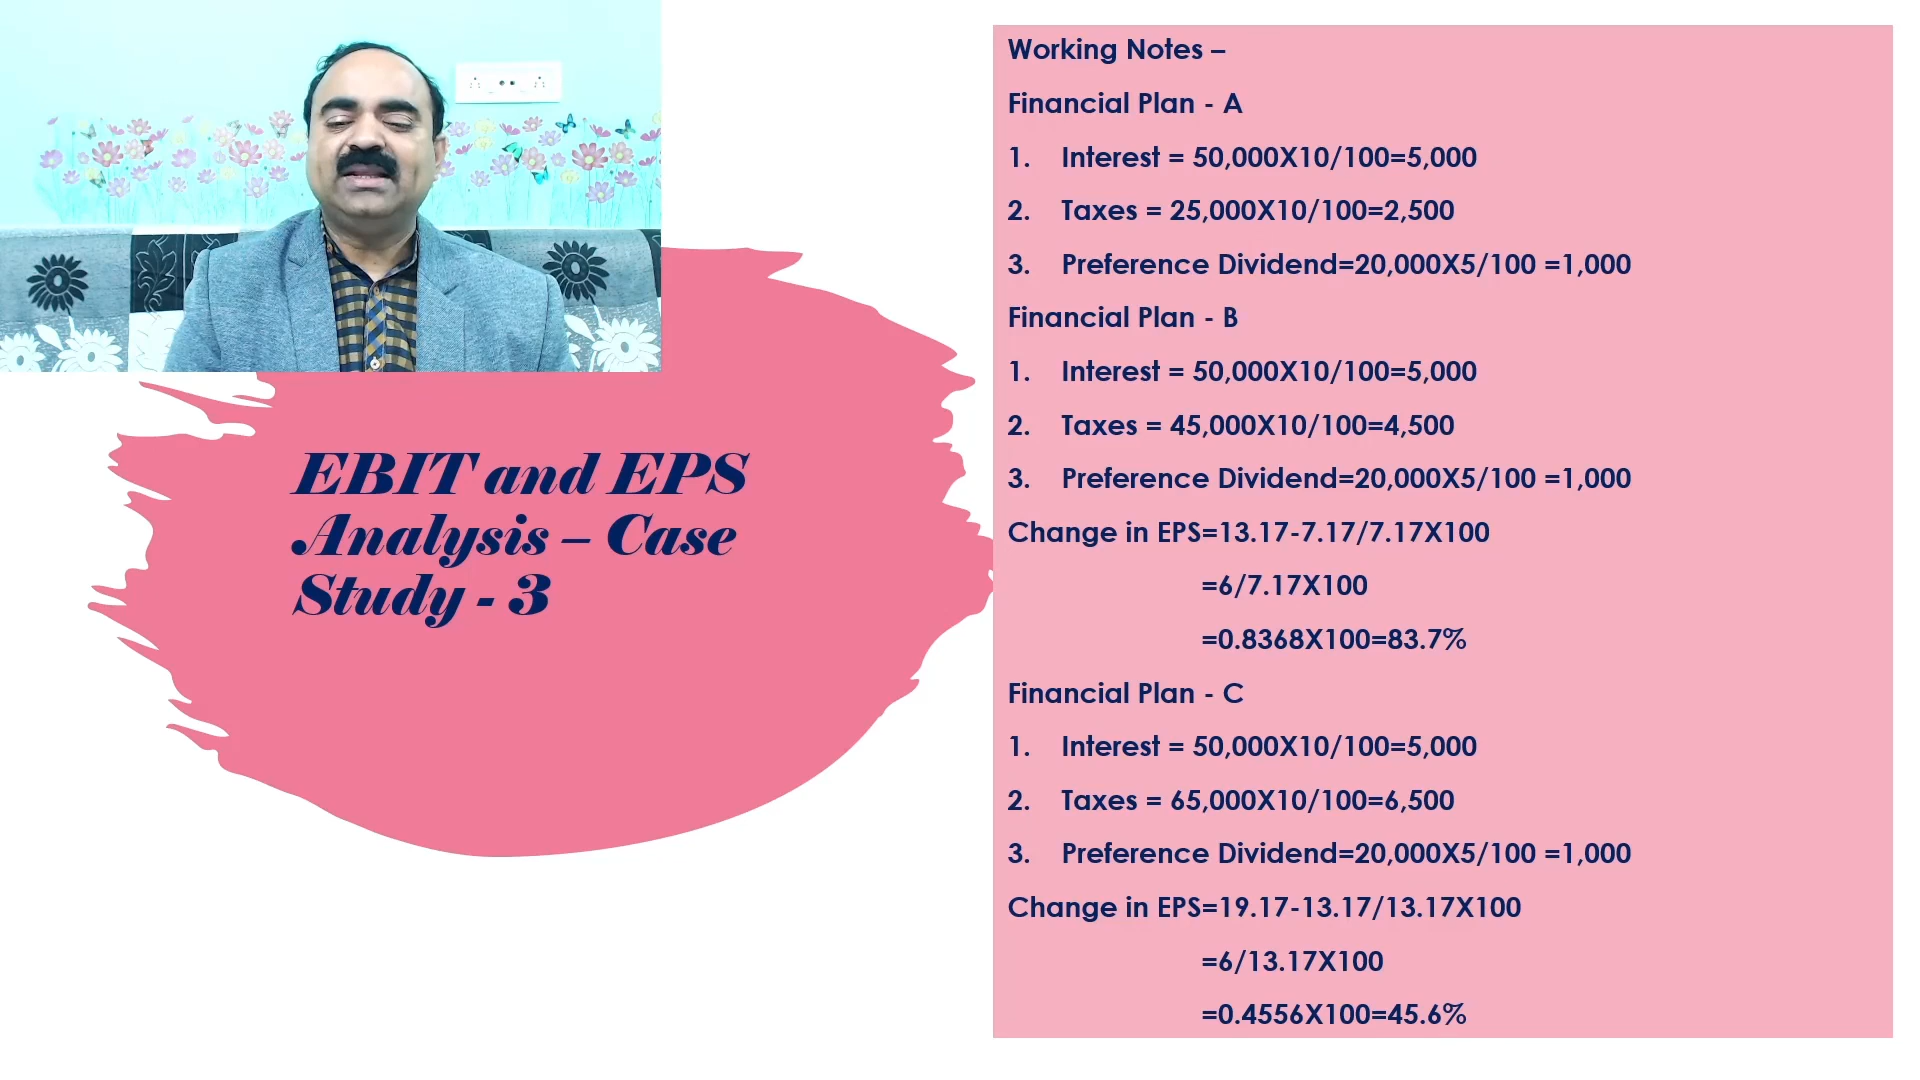 EBIT and EPS
Analysis – Case
Study - 3
Working Notes –
Financial Plan - A
1. Interest = 50,000X10/100=5,000
2. Taxes = 25,000X10/100=2,500
3. Preference Dividend=20,000X5/100 =1,000
Financial Plan - B
1. Interest = 50,000X10/100=5,000
2. Taxes = 45,000X10/100=4,500
3. Preference Dividend=20,000X5/100 =1,000
Change in EPS=13.17-7.17/7.17X100
=6/7.17X100
=0.8368X100=83.7%
Financial Plan - C
1. Interest = 50,000X10/100=5,000
2. Taxes = 65,000X10/100=6,500
3. Preference Dividend=20,000X5/100 =1,000
Change in EPS=19.17-13.17/13.17X100
=6/13.17X100
=0.4556X100=45.6%